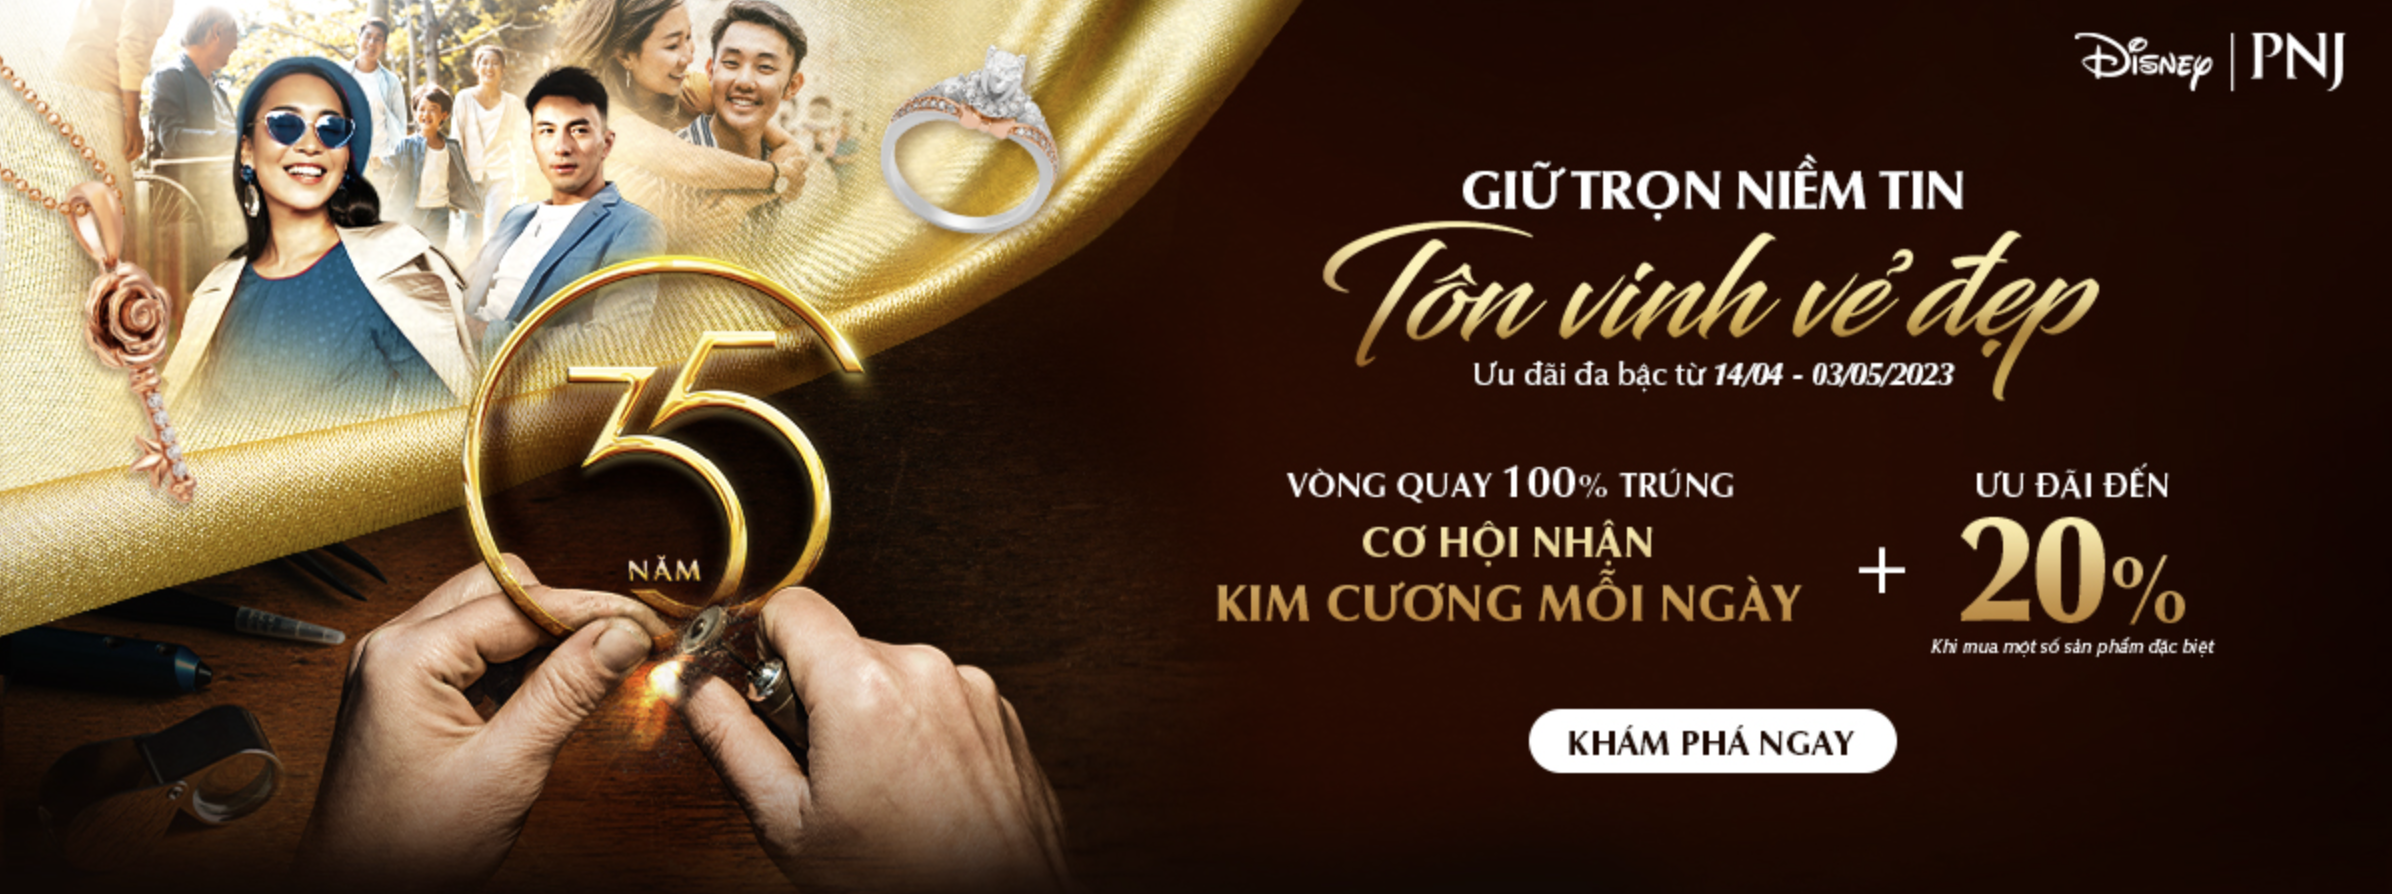 Disney | PNJ
GIỮ TRỌN NIỀM TIN
Tôn vinh vẻ đẹp
Ưu đãi đa bậc từ 14/04 - 03/05/2023
35
NĂM
VÒNG QUAY 100% TRÚNG
CƠ HỘI NHẬN
KIM CƯƠNG MỖI NGÀY
+
ƯU ĐÃI ĐẾN
20%
Khi mua một số sản phẩm đặc biệt
KHÁM PHÁ NGAY